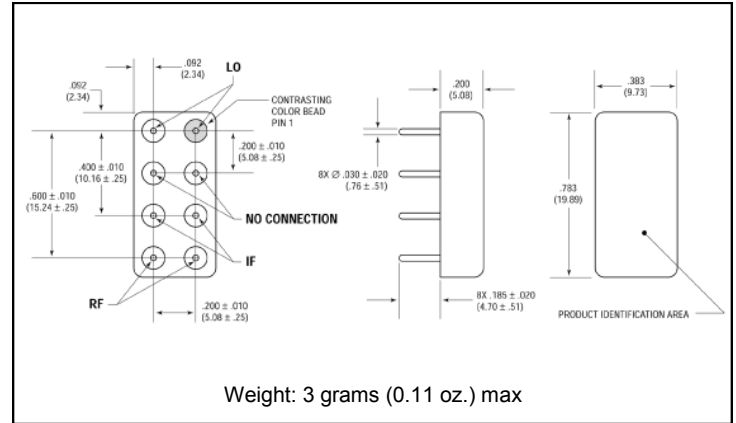 .092
(2.34)
LO
.092
(2.34)
CONTRASTING
COLOR BEAD
PIN 1
.200 ± .010
(5.08 ± .25)
.400 ± .010
(10.16 ± .25)
.600 ± .010
(15.24 ± .25)
NO CONNECTION
IF
RF
.200 ± .010
(5.08 ± .25)
.200
(5.08)
8X Ø .030 ± .020
(.76 ± .51)
8X .185 ± .020
(4.70 ± .51)
.383
(9.73)
.783
(19.89)
PRODUCT IDENTIFICATION AREA
Weight: 3 grams (0.11 oz.) max